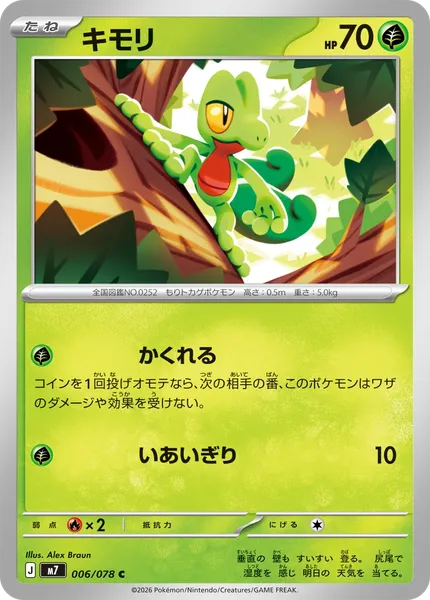 たね キモリ HP70
全国図鑑NO.0252 もりトカゲポケモン 高さ:0.5m 重さ:5.0kg
かくれる
コインを1回投げオモテなら、次の相手の番、このポケモンはワザ
のダメージや効果を受けない。
いあいぎり 10
弱点 ×2 抵抗力 にげる
Illus. Alex Braun
J M7 006/078 C
垂直の 壁も すいすい 登る。 尻尾で
湿度を 感じ 明日の 天気を 当てる。
©2026 Pokémon/Nintendo/Creatures/GAME FREAK.